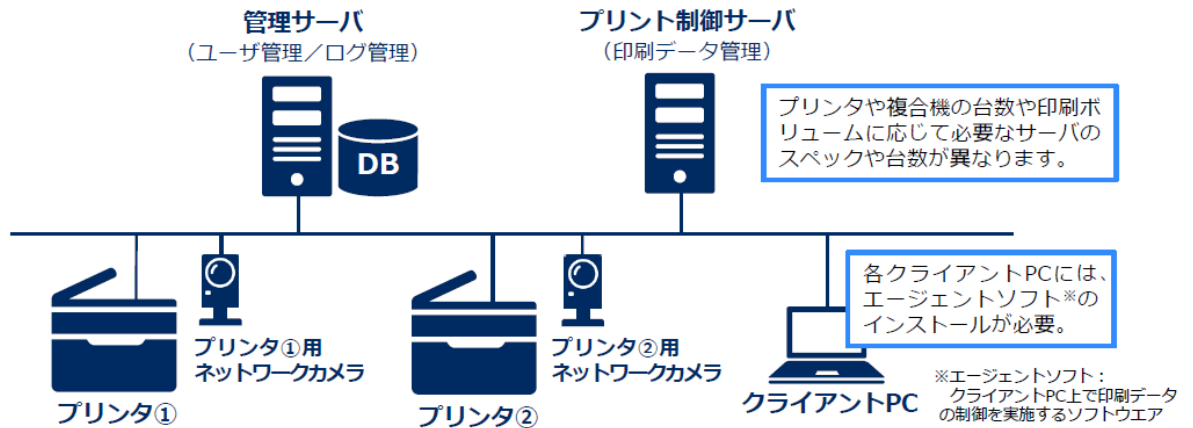 管理サーバ
（ユーザ管理／ログ管理）
プリント制御サーバ
（印刷データ管理）
DB
プリンタや複合機の台数や印刷ボ
リュームに応じて必要なサーバの
スペックや台数が異なります。
プリンタ①
プリンタ①用
ネットワークカメラ
プリンタ②
プリンタ②用
ネットワークカメラ
各クライアントPCには、
エージェントソフト※の
インストールが必要。
クライアントPC
※エージェントソフト：
クライアントPC上で印刷データ
の制御を実施するソフトウエア